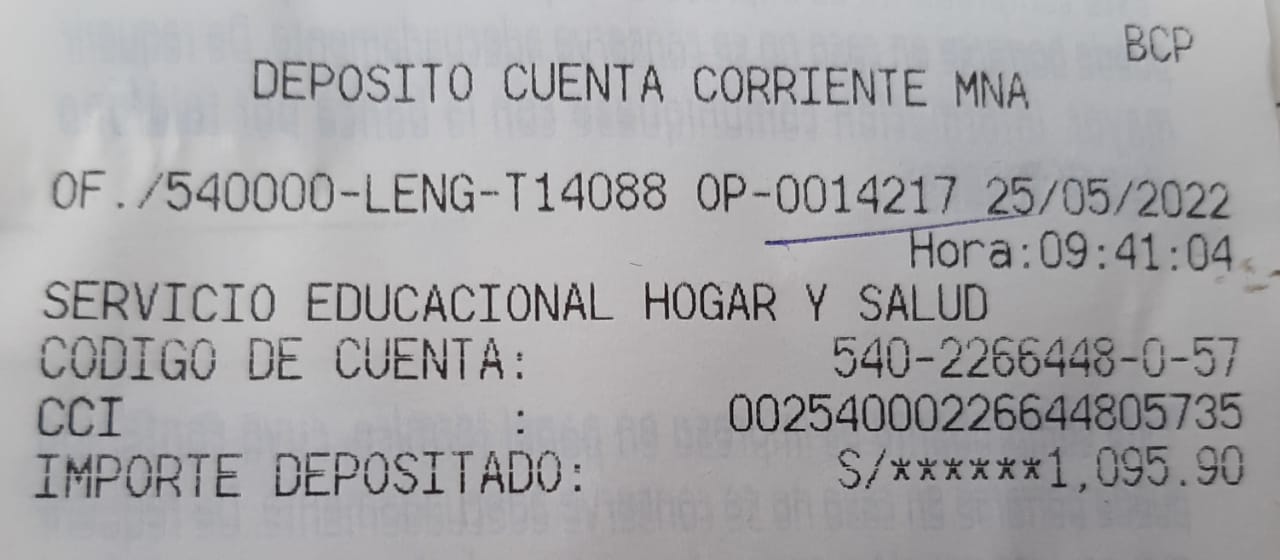 BCP
DEPOSITO CUENTA CORRIENTE MNA
OF./540000-LENG-T14088 OP-0014217 25/05/2022
Hora:09:41:04
SERVICIO EDUCACIONAL HOGAR Y SALUD
CODIGO DE CUENTA: 540-2266448-0-57
CCI : 00254000226644805735
IMPORTE DEPOSITADO: S/******1,095.90